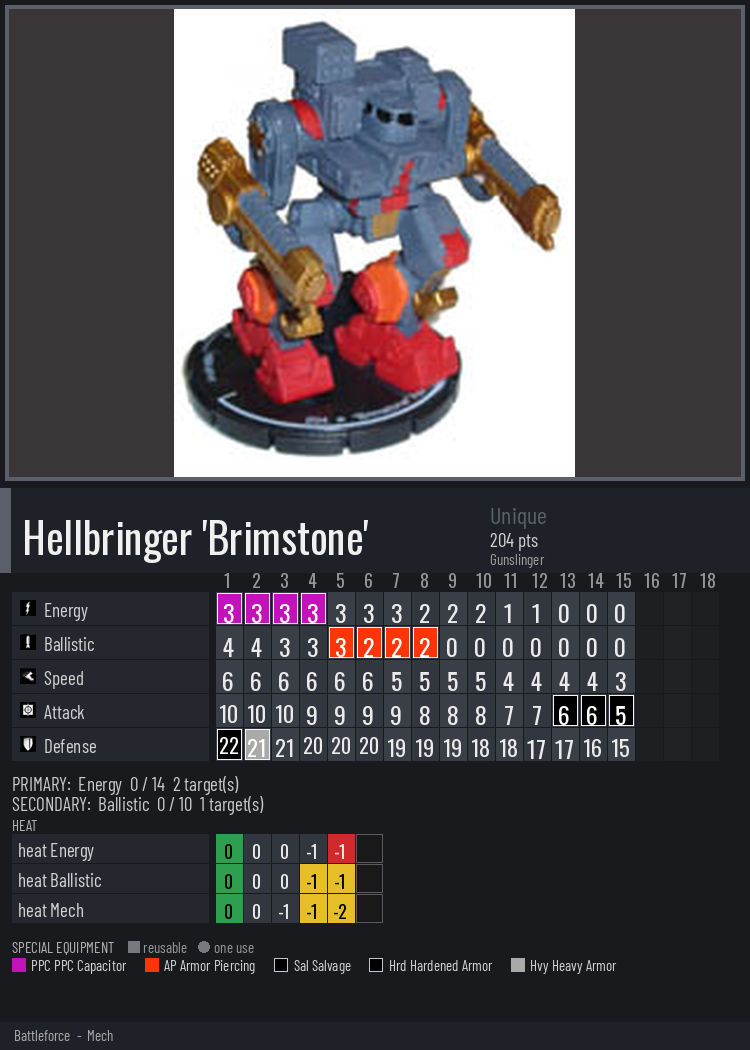 Hellbringer 'Brimstone'
Unique
204 pts
Gunslinger
1 2 3 4 5 6 7 8 9 10 11 12 13 14 15 16 17 18
Energy 3 3 3 3 3 3 3 2 2 2 1 1 0 0 0
Ballistic 4 4 3 3 3 2 2 2 0 0 0 0 0 0 0
Speed 6 6 6 6 6 6 5 5 5 5 4 4 4 4 3
Attack 10 10 10 9 9 9 9 8 8 8 7 7 6 6 5
Defense 22 21 21 20 20 20 19 19 19 18 18 17 17 16 15
PRIMARY: Energy 0 / 14 2 target(s)
SECONDARY: Ballistic 0 / 10 1 target(s)
HEAT
heat Energy 0 0 0 -1 -1
heat Ballistic 0 0 0 -1 -1
heat Mech 0 0 -1 -1 -2
SPECIAL EQUIPMENT reusable one use
PPC PPC Capacitor AP Armor Piercing Sal Salvage Hrd Hardened Armor Hvy Heavy Armor
Battleforce - Mech